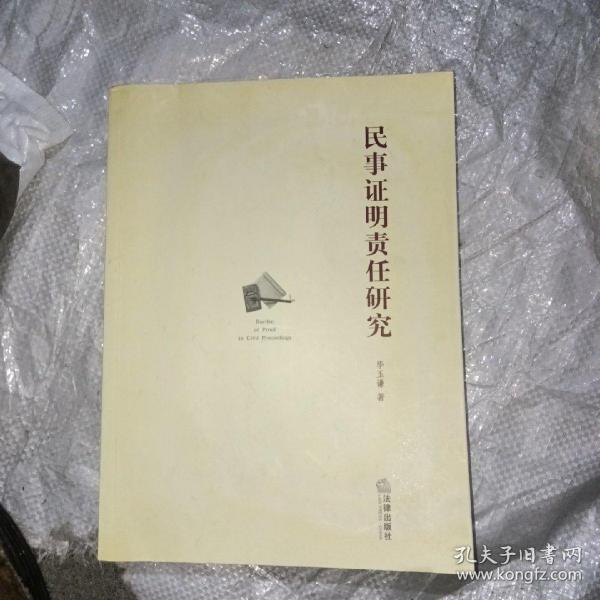 民事证明责任研究
毕玉谦 著
Burden
of Proof
in Civil Proceedings
法律出版社
孔夫子旧书网
www.kongfz.com